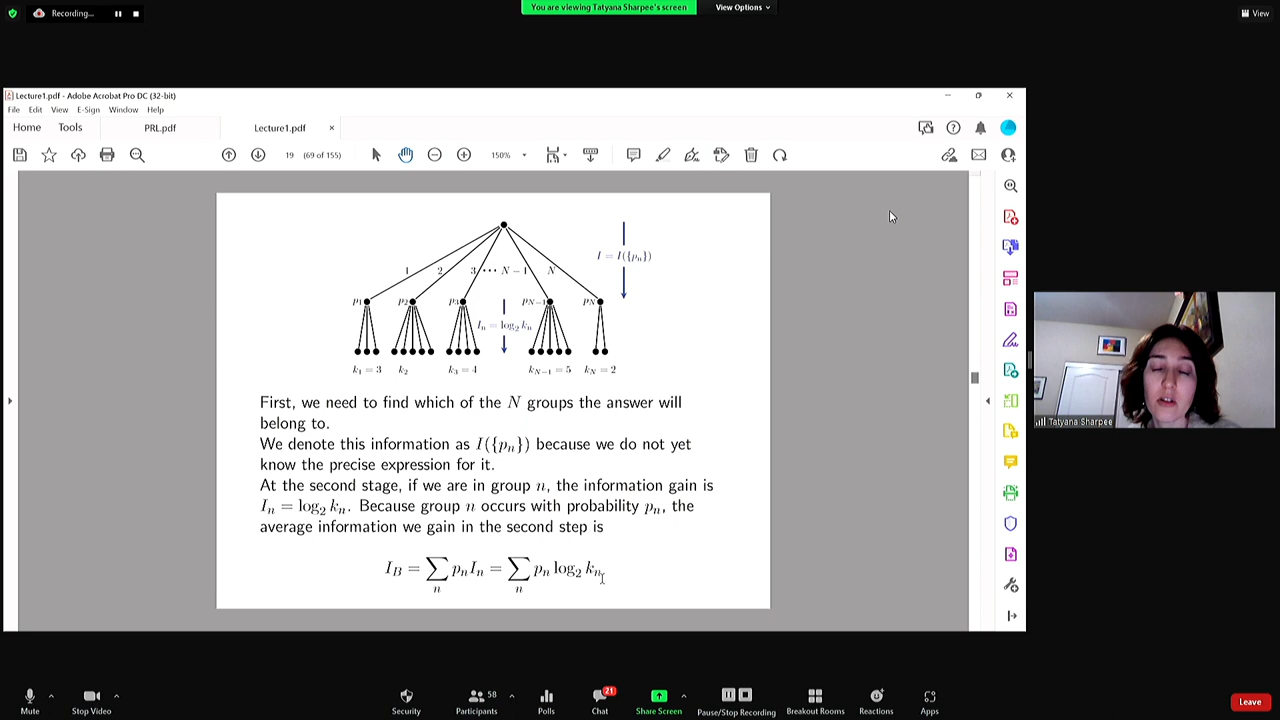 Recording...
You are viewing Tatyana Sharpee's screen
View Options
View
Lecture1.pdf - Adobe Acrobat Pro DC (32-bit)
File Edit View E-Sign Window Help
Home Tools PRL.pdf Lecture1.pdf ×
19 (69 of 155) 150%
I = I({pₙ})
1 2 3 ··· N − 1 N
p₁ p₂ p₃ p_{N−1} p_N
Iₙ = log₂ kₙ
k₁ = 3 k₂ k₃ = 4 k_{N−1} = 5 k_N = 2
First, we need to find which of the N groups the answer will
belong to.
We denote this information as I({pₙ}) because we do not yet
know the precise expression for it.
At the second stage, if we are in group n, the information gain is
Iₙ = log₂ kₙ. Because group n occurs with probability pₙ, the
average information we gain in the second step is
I_B = ∑ₙ pₙIₙ = ∑ₙ pₙ log₂ kₙ
Tatyana Sharpee
Mute Stop Video Security Participants 58 Polls Chat 21 Share Screen Pause/Stop Recording Breakout Rooms Reactions Apps Leave